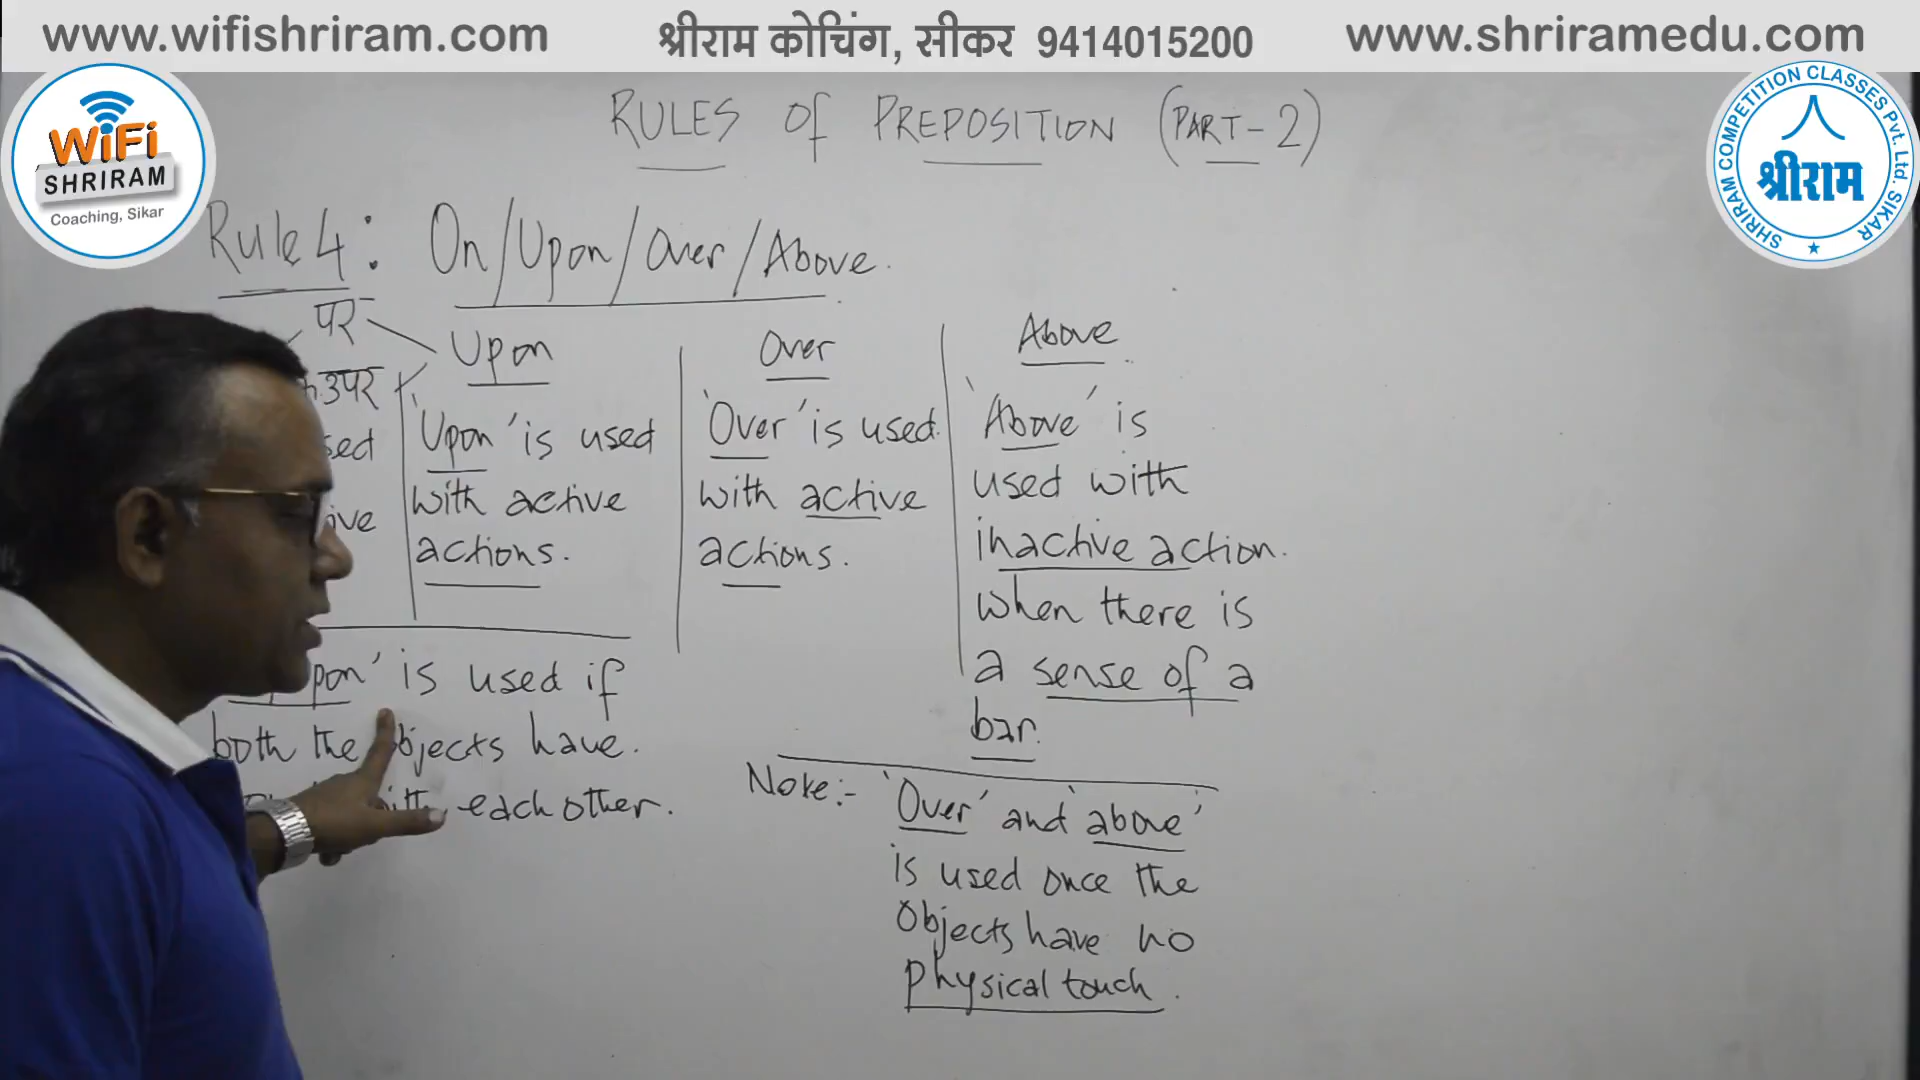 www.wifishriram.com
श्रीराम कोचिंग, सीकर 9414015200
www.shriramedu.com
WiFi
SHRIRAM
Coaching, Sikar
SHRIRAM COMPETITION CLASSES Pvt. Ltd. SIKAR
श्रीराम
RULES Of PREPOSITION (PART-2)
Rule 4: On/Upon/Over/Above.
पर
उपर
Upon
'Upon' is used
with active
actions.
Over
'Over' is used
with active
actions.
Above
'Above' is
used with
inactive action.
when there is
a sense of a
bar.
is used if
both the objects have.
each other.
Note:- 'Over' and 'above'
is used once the
Objects have no
physical touch.